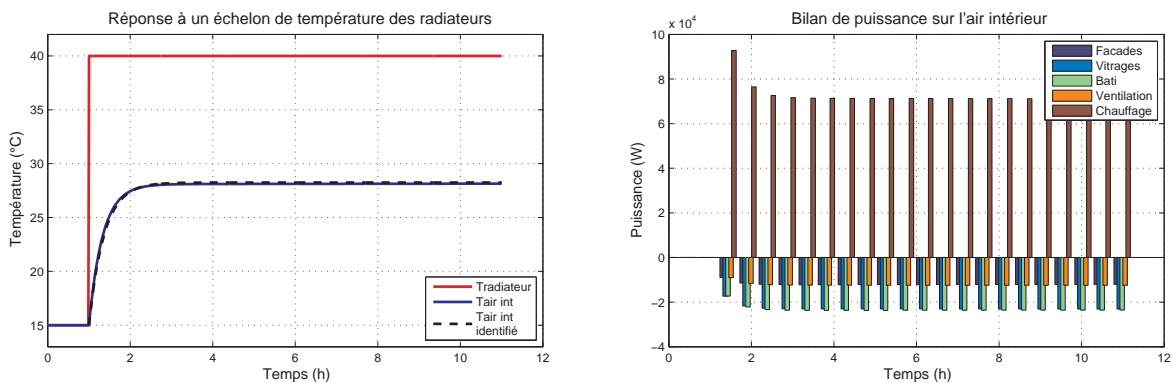 Réponse à un échelon de température des radiateurs
Température (°C)
40
35
30
25
20
15
0
2
4
6
8
10
12
Temps (h)
Tradiateur
Tair int
Tair int
identifié
Bilan de puissance sur l'air intérieur
x 10⁴
Puissance (W)
10
8
6
4
2
0
−2
−4
0
2
4
6
8
10
12
Temps (h)
Facades
Vitrages
Bati
Ventilation
Chauffage